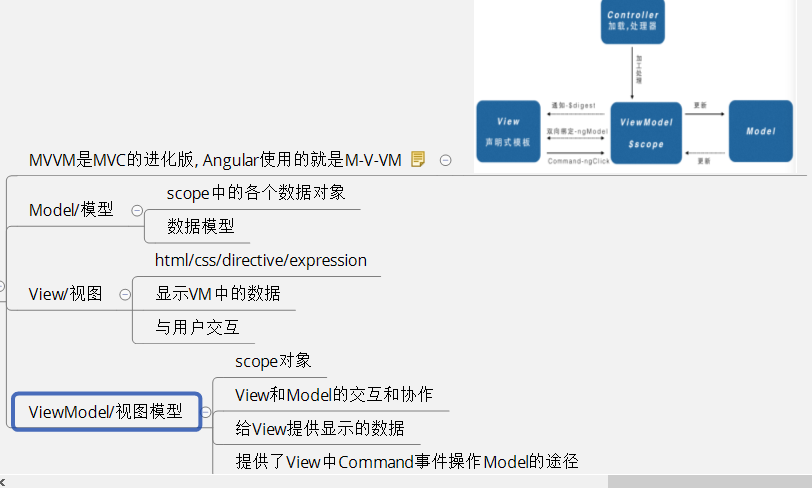 Controller
加载,处理器
加工处理
通知-$digest
更新
View
声明式模板
双向绑定-ngModel
ViewModel
$scope
Model
Command-ngClick
更新
MVVM是MVC的进化版, Angular使用的就是M-V-VM
Model/模型
scope中的各个数据对象
数据模型
View/视图
html/css/directive/expression
显示VM中的数据
与用户交互
ViewModel/视图模型
scope对象
View和Model的交互和协作
给View提供显示的数据
提供了View中Command事件操作Model的途径